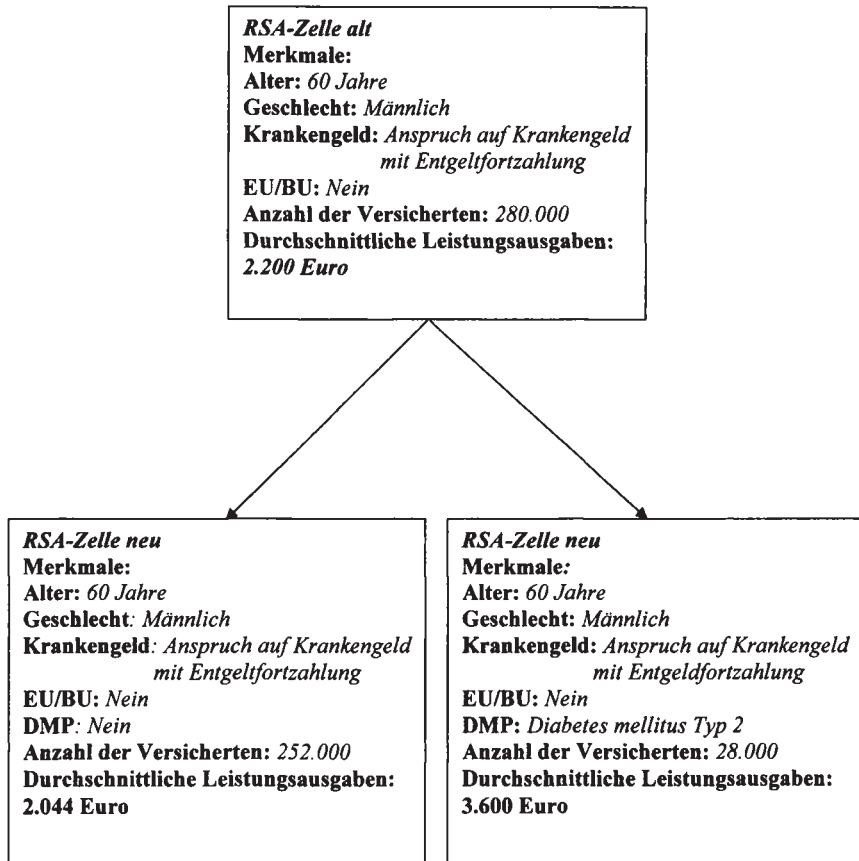 RSA-Zelle alt
Merkmale:
Alter: 60 Jahre
Geschlecht: Männlich
Krankengeld: Anspruch auf Krankengeld
mit Entgeltfortzahlung
EU/BU: Nein
Anzahl der Versicherten: 280.000
Durchschnittliche Leistungsausgaben:
2.200 Euro
RSA-Zelle neu
Merkmale:
Alter: 60 Jahre
Geschlecht: Männlich
Krankengeld: Anspruch auf Krankengeld
mit Entgeltfortzahlung
EU/BU: Nein
DMP: Nein
Anzahl der Versicherten: 252.000
Durchschnittliche Leistungsausgaben:
2.044 Euro
RSA-Zelle neu
Merkmale:
Alter: 60 Jahre
Geschlecht: Männlich
Krankengeld: Anspruch auf Krankengeld
mit Entgeldfortzahlung
EU/BU: Nein
DMP: Diabetes mellitus Typ 2
Anzahl der Versicherten: 28.000
Durchschnittliche Leistungsausgaben:
3.600 Euro